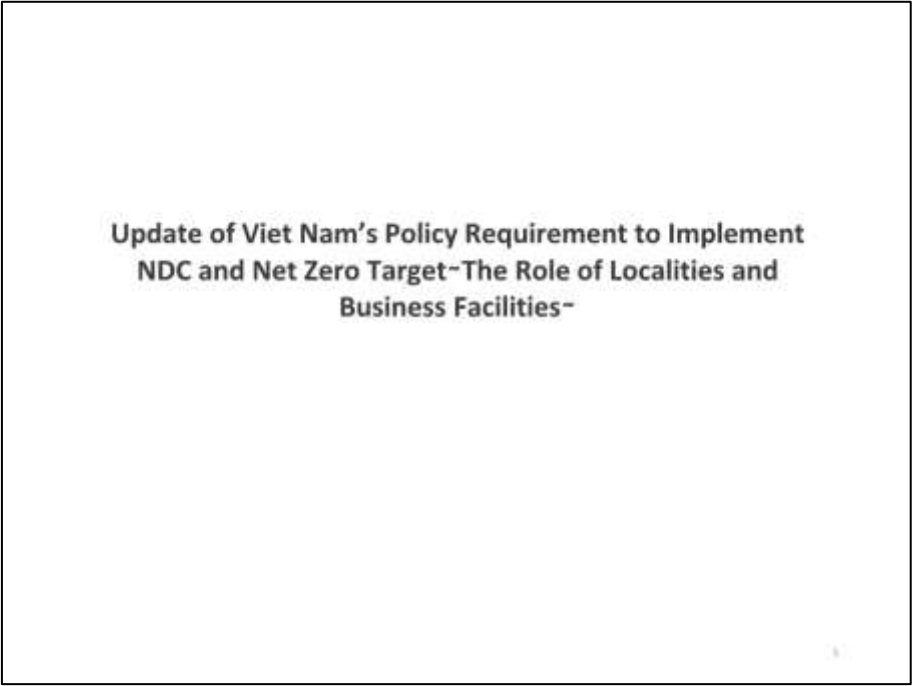 Update of Viet Nam's Policy Requirement to Implement
NDC and Net Zero Target~The Role of Localities and
Business Facilities~